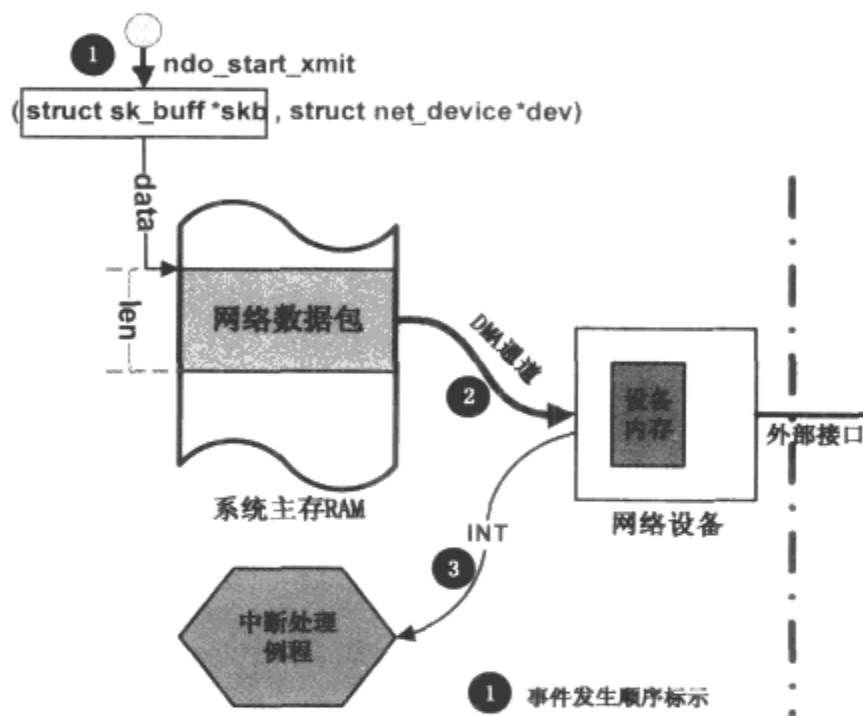 1
ndo_start_xmit
(struct sk_buff *skb, struct net_device *dev)
data
len
网络数据包
DMA通道
2
设备
内存
外部接口
系统主存RAM
网络设备
INT
3
中断处理
例程
1 事件发生顺序标示